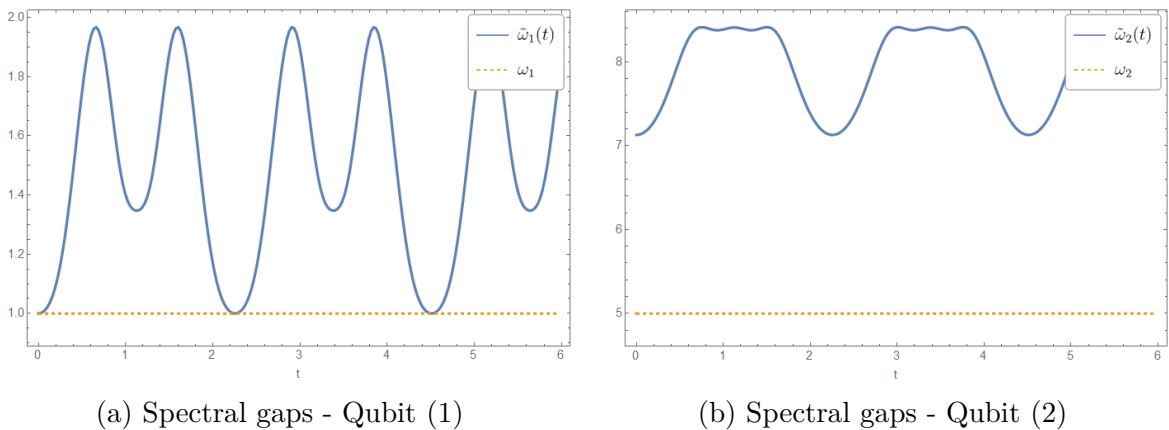 2.0
1.8
1.6
1.4
1.2
1.0
0 1 2 3 4 5 6
t
ω̃₁(t)
ω₁
(a) Spectral gaps - Qubit (1)
8
7
6
5
0 1 2 3 4 5 6
t
ω̃₂(t)
ω₂
(b) Spectral gaps - Qubit (2)